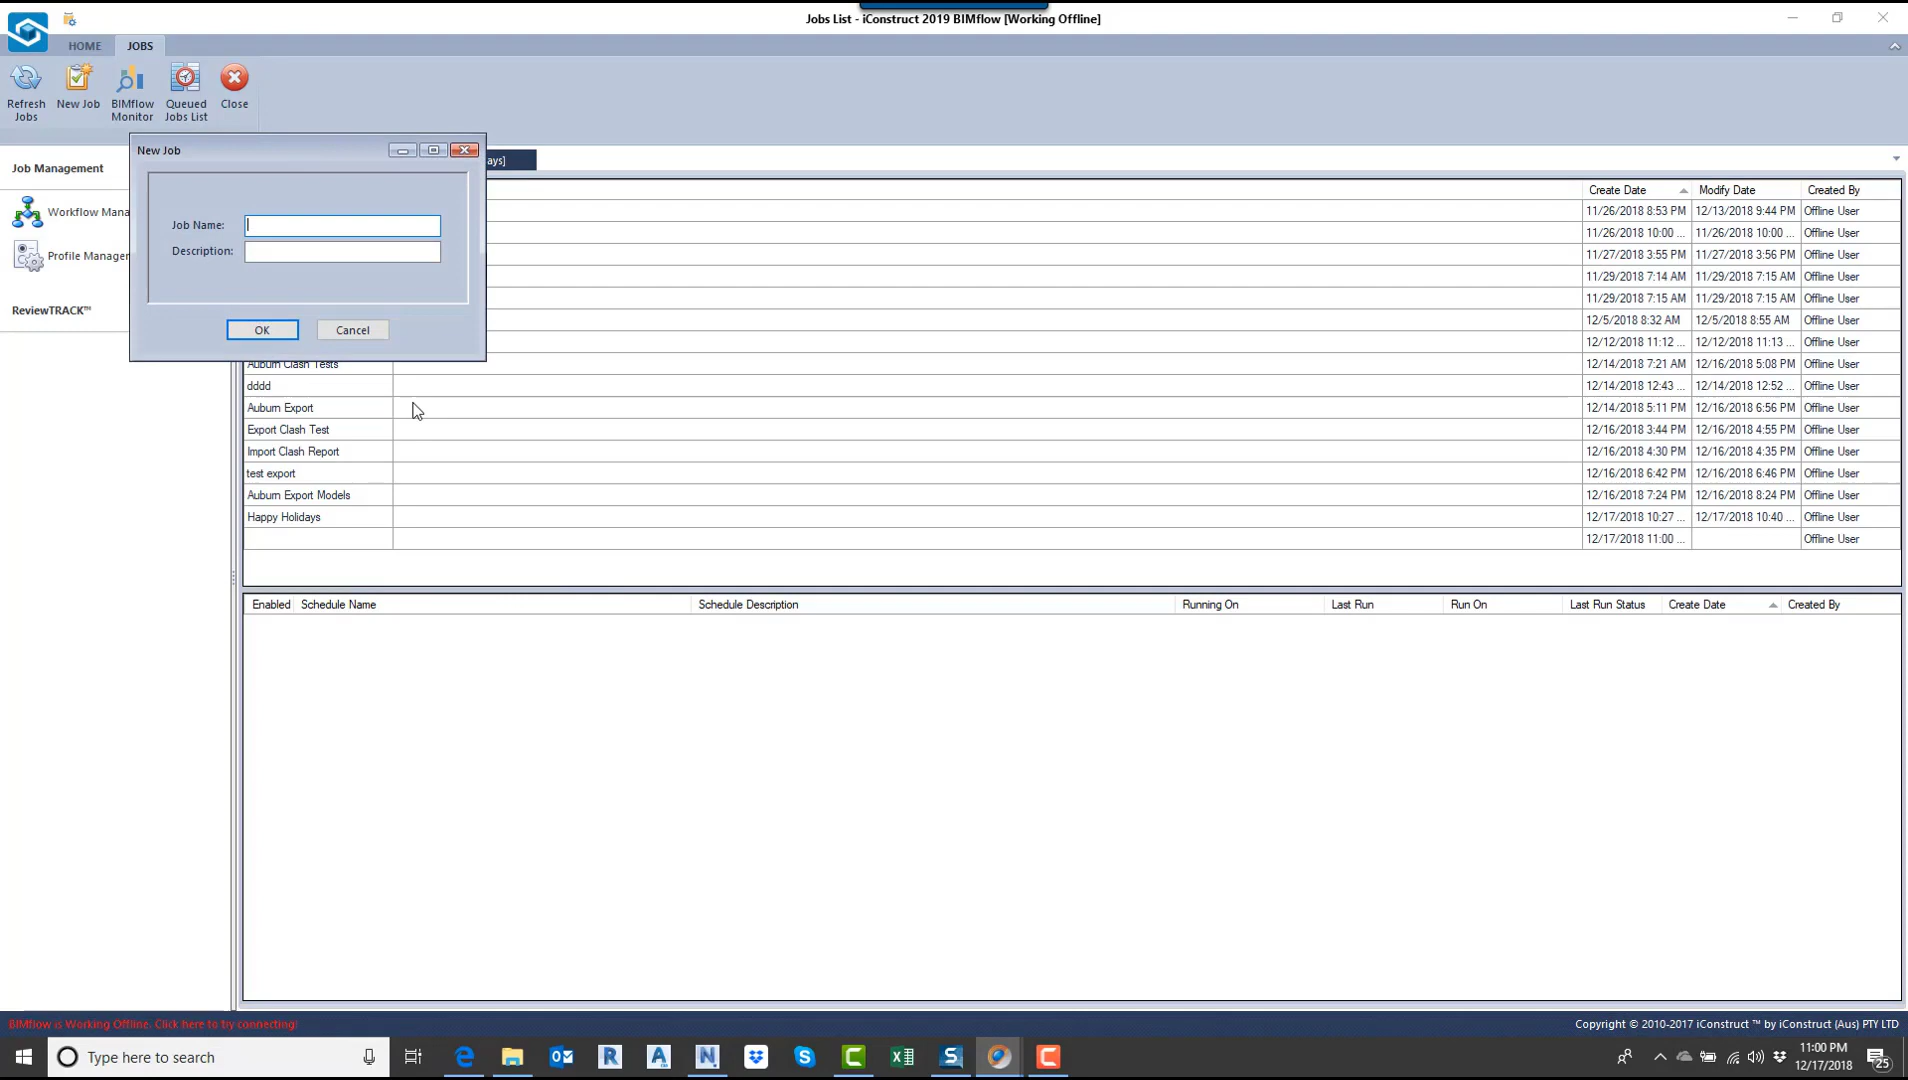 Jobs List - iConstruct 2019 BIMflow [Working Offline]
HOME JOBS
Refresh Jobs New Job BIMflow Monitor Queued Jobs List Close
New Job
ays]
Job Management
Workflow Mana
Profile Manager
ReviewTRACK™
Job Name:
Description:
OK Cancel
Create Date Modify Date Created By
11/26/2018 8:53 PM 12/13/2018 9:44 PM Offline User
11/26/2018 10:00 ... 11/26/2018 10:00 ... Offline User
11/27/2018 3:55 PM 11/27/2018 3:56 PM Offline User
11/29/2018 7:14 AM 11/29/2018 7:15 AM Offline User
11/29/2018 7:15 AM 11/29/2018 7:15 AM Offline User
12/5/2018 8:32 AM 12/5/2018 8:55 AM Offline User
12/12/2018 11:12 ... 12/12/2018 11:13 ... Offline User
Auburn Clash Tests 12/14/2018 7:21 AM 12/16/2018 5:08 PM Offline User
dddd 12/14/2018 12:43 ... 12/14/2018 12:52 ... Offline User
Auburn Export 12/14/2018 5:11 PM 12/16/2018 6:56 PM Offline User
Export Clash Test 12/16/2018 3:44 PM 12/16/2018 4:55 PM Offline User
Import Clash Report 12/16/2018 4:30 PM 12/16/2018 4:35 PM Offline User
test export 12/16/2018 6:42 PM 12/16/2018 6:46 PM Offline User
Auburn Export Models 12/16/2018 7:24 PM 12/16/2018 8:24 PM Offline User
Happy Holidays 12/17/2018 10:27 ... 12/17/2018 10:40 ... Offline User
12/17/2018 11:00 ... Offline User
Enabled Schedule Name Schedule Description Running On Last Run Run On Last Run Status Create Date Created By
BIMflow is Working Offline. Click here to try connecting!
Copyright © 2010-2017 iConstruct ™ by iConstruct (Aus) PTY LTD
Type here to search
11:00 PM
12/17/2018
25